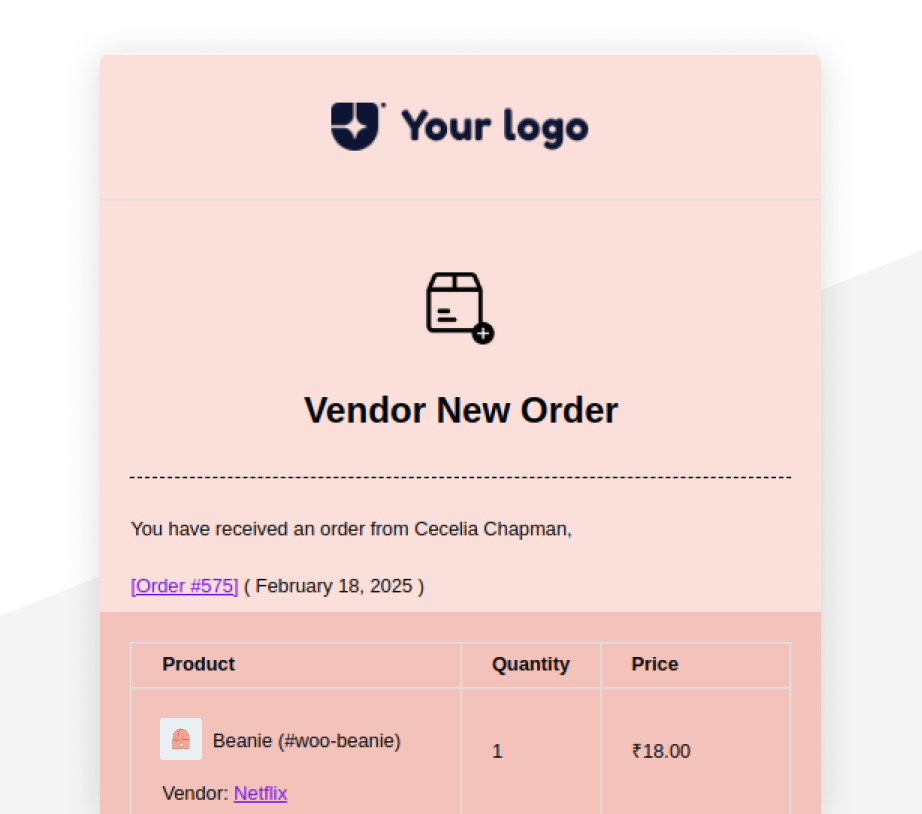 Your logo
Vendor New Order
You have received an order from Cecelia Chapman,
[Order #575] ( February 18, 2025 )
Product Quantity Price
Beanie (#woo-beanie) 1 ₹18.00
Vendor: Netflix